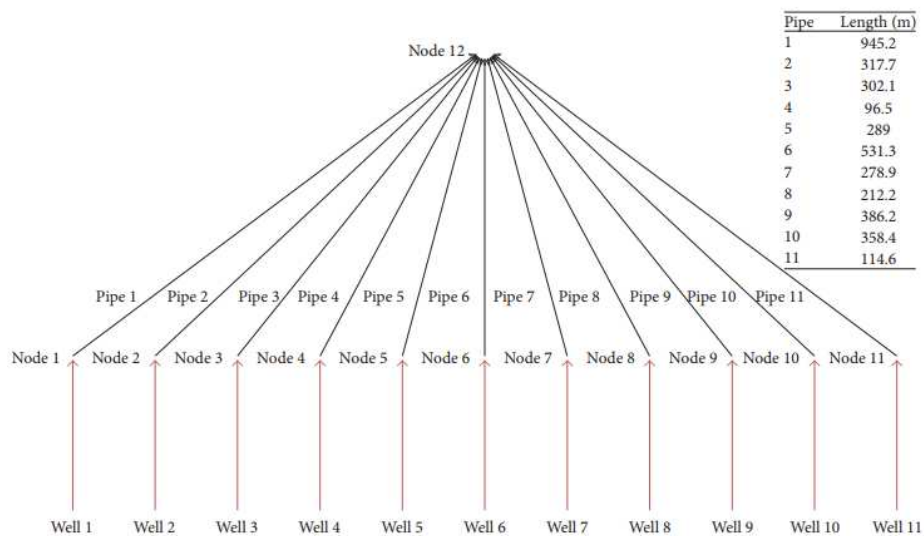 Pipe Length (m)
1 945.2
2 317.7
3 302.1
4 96.5
5 289
6 531.3
7 278.9
8 212.2
9 386.2
10 358.4
11 114.6
Node 12
Pipe 1 Pipe 2 Pipe 3 Pipe 4 Pipe 5 Pipe 6 Pipe 7 Pipe 8 Pipe 9 Pipe 10 Pipe 11
Node 1 Node 2 Node 3 Node 4 Node 5 Node 6 Node 7 Node 8 Node 9 Node 10 Node 11
Well 1 Well 2 Well 3 Well 4 Well 5 Well 6 Well 7 Well 8 Well 9 Well 10 Well 11